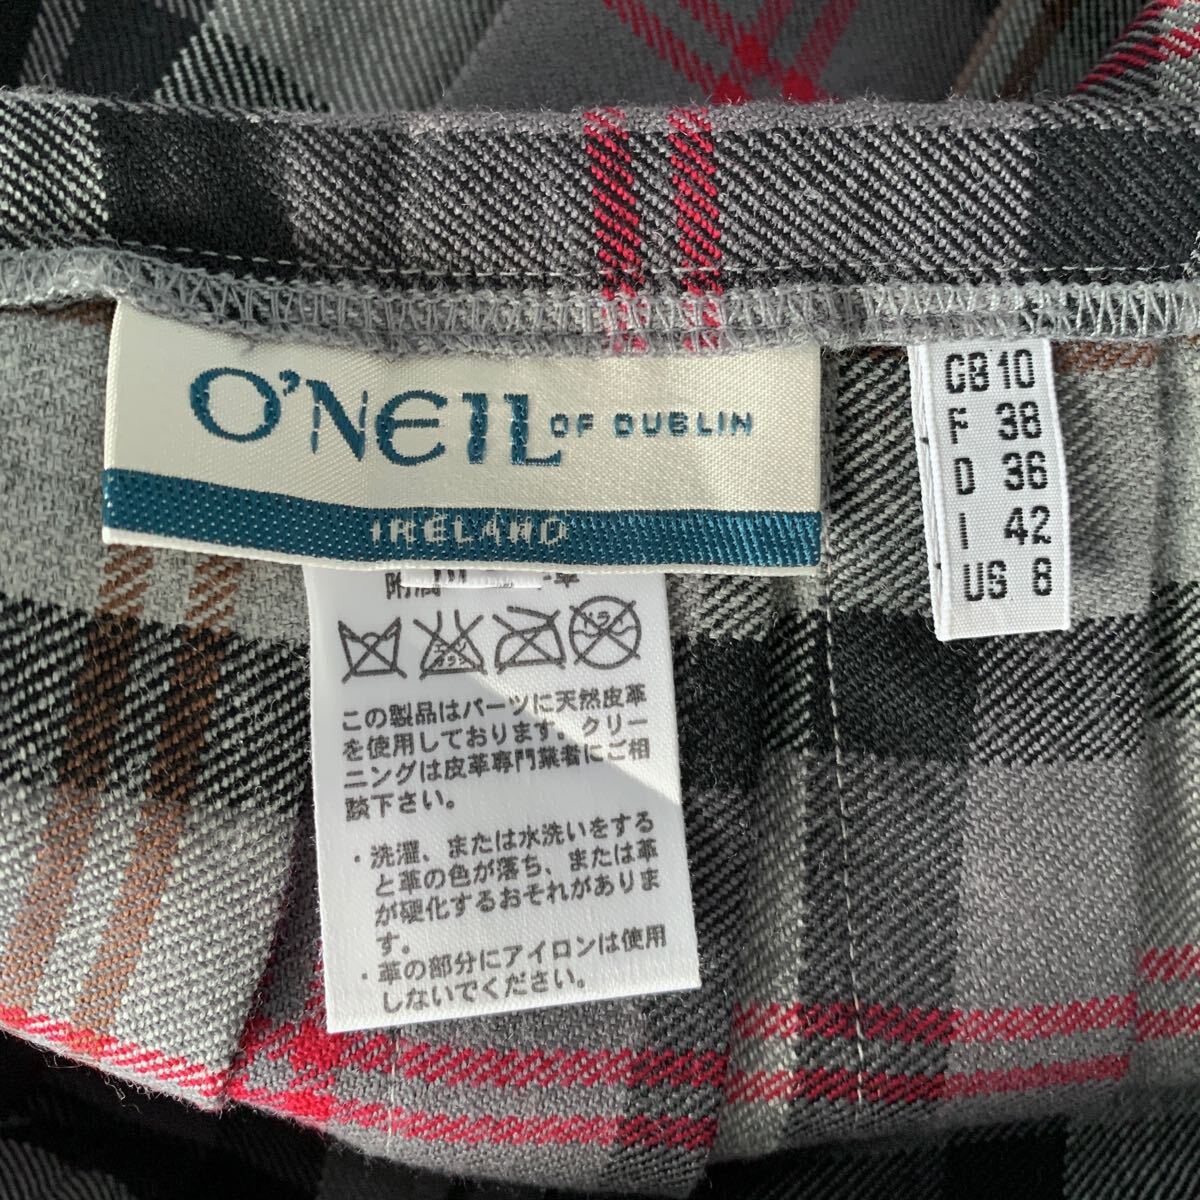 O'NEIL OF DUBLIN
IRELAND
GB 10
F 38
D 36
I 42
US 8
この製品はパーツに天然皮革
を使用しております。クリー
ニングは皮革専門業者にご相
談下さい。
・洗濯、または水洗いをする
と革の色が落ち、または革
が硬化するおそれがありま
す。
・革の部分にアイロンは使用
しないでください。